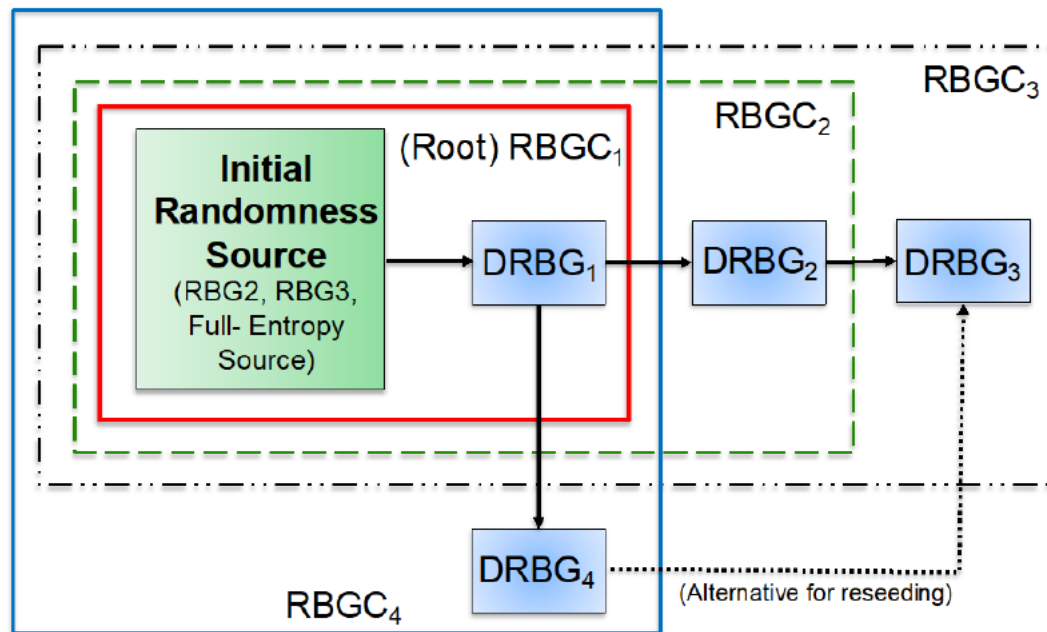 RBGC₃
RBGC₂
(Root) RBGC₁
Initial
Randomness
Source
(RBG2, RBG3,
Full- Entropy
Source)
DRBG₁
DRBG₂
DRBG₃
DRBG₄
(Alternative for reseeding)
RBGC₄